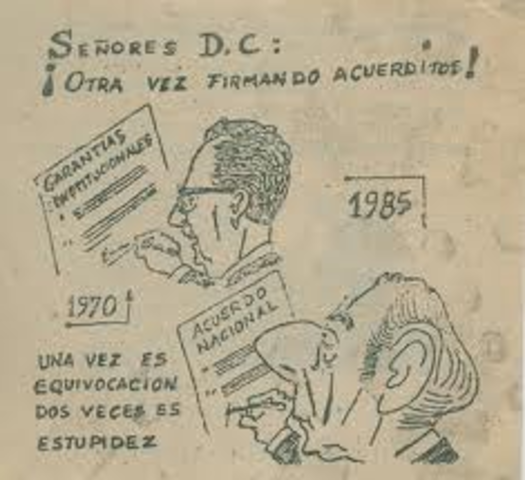 SEÑORES D.C:
¡OTRA VEZ FIRMANDO ACUERDITOS!
GARANTIAS
INSTITUCIONALES
1985
1970
ACUERDO
NACIONAL
UNA VEZ ES
EQUIVOCACION
DOS VECES ES
ESTUPIDEZ